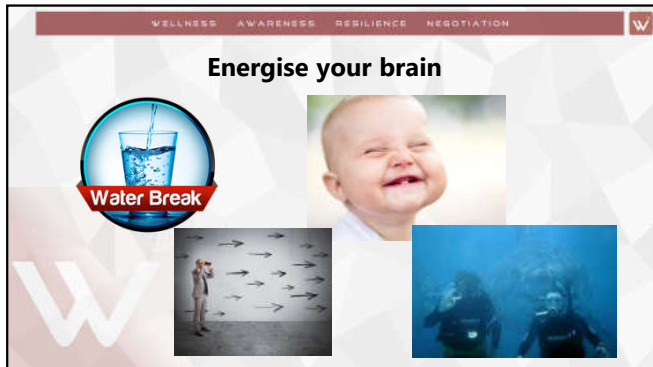 WELLNESS AWARENESS RESILIENCE NEGOTIATION
W
Energise your brain
Water Break
W